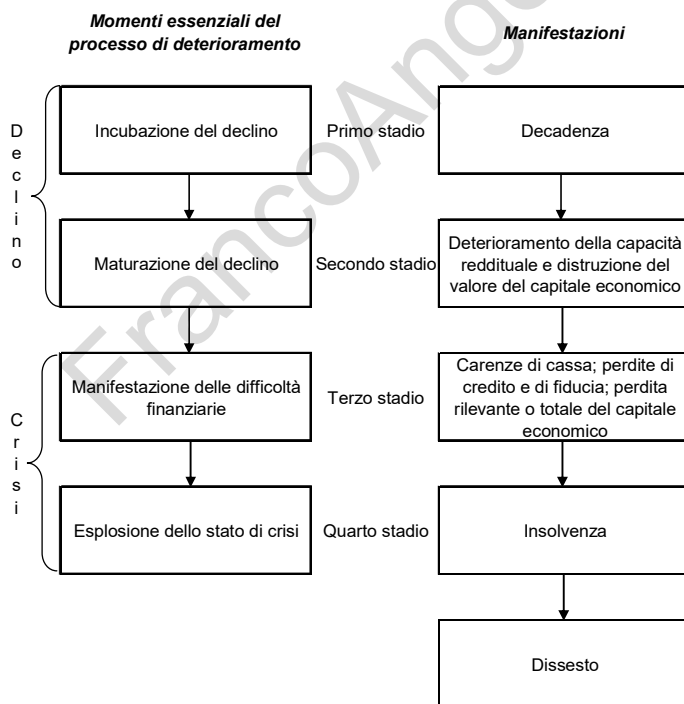 Momenti essenziali del
processo di deterioramento
Manifestazioni
Declino
Incubazione del declino
Primo stadio
Decadenza
Maturazione del declino
Secondo stadio
Deterioramento della capacità
reddituale e distruzione del
valore del capitale economico
Crisi
Manifestazione delle difficoltà
finanziarie
Terzo stadio
Carenze di cassa; perdite di
credito e di fiducia; perdita
rilevante o totale del capitale
economico
Esplosione dello stato di crisi
Quarto stadio
Insolvenza
Dissesto
FrancoAnge